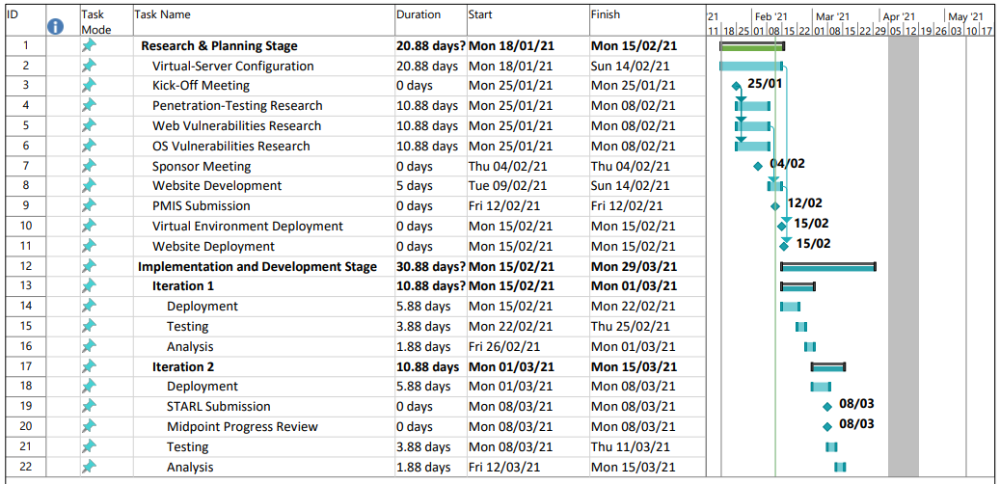 ID Task Mode Task Name Duration Start Finish '21 Feb '21 Mar '21 Apr '21 May '21
11 18 25 01 08 15 22 01 08 15 22 29 05 12 19 26 03 10 17
1 Research & Planning Stage 20.88 days? Mon 18/01/21 Mon 15/02/21
2 Virtual-Server Configuration 20.88 days Mon 18/01/21 Sun 14/02/21
3 Kick-Off Meeting 0 days Mon 25/01/21 Mon 25/01/21 25/01
4 Penetration-Testing Research 10.88 days Mon 25/01/21 Mon 08/02/21
5 Web Vulnerabilities Research 10.88 days Mon 25/01/21 Mon 08/02/21
6 OS Vulnerabilities Research 10.88 days Mon 25/01/21 Mon 08/02/21
7 Sponsor Meeting 0 days Thu 04/02/21 Thu 04/02/21 04/02
8 Website Development 5 days Tue 09/02/21 Sun 14/02/21
9 PMIS Submission 0 days Fri 12/02/21 Fri 12/02/21 12/02
10 Virtual Environment Deployment 0 days Mon 15/02/21 Mon 15/02/21 15/02
11 Website Deployment 0 days Mon 15/02/21 Mon 15/02/21 15/02
12 Implementation and Development Stage 30.88 days? Mon 15/02/21 Mon 29/03/21
13 Iteration 1 10.88 days? Mon 15/02/21 Mon 01/03/21
14 Deployment 5.88 days Mon 15/02/21 Mon 22/02/21
15 Testing 3.88 days Mon 22/02/21 Thu 25/02/21
16 Analysis 1.88 days Fri 26/02/21 Mon 01/03/21
17 Iteration 2 10.88 days Mon 01/03/21 Mon 15/03/21
18 Deployment 5.88 days Mon 01/03/21 Mon 08/03/21
19 STARL Submission 0 days Mon 08/03/21 Mon 08/03/21 08/03
20 Midpoint Progress Review 0 days Mon 08/03/21 Mon 08/03/21 08/03
21 Testing 3.88 days Mon 08/03/21 Thu 11/03/21
22 Analysis 1.88 days Fri 12/03/21 Mon 15/03/21